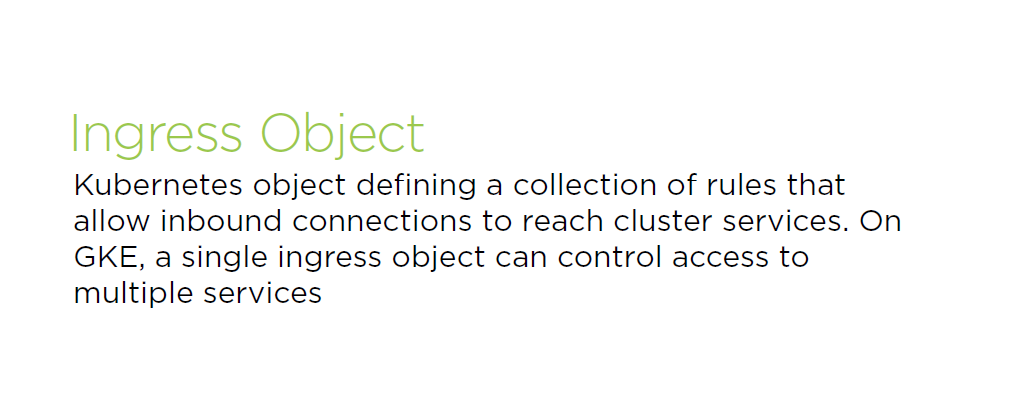 Ingress Object
Kubernetes object defining a collection of rules that
allow inbound connections to reach cluster services. On
GKE, a single ingress object can control access to
multiple services